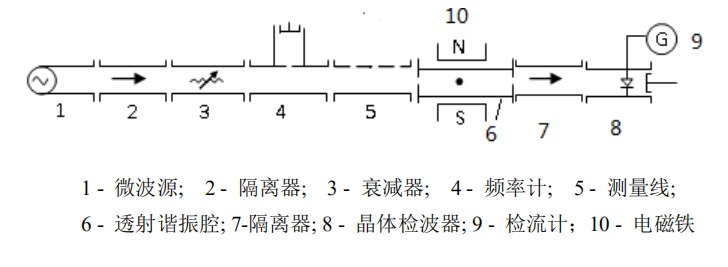 10
N
G
9
S
1
2
3
4
5
6
7
8
1 - 微波源; 2 - 隔离器; 3 - 衰减器; 4 - 频率计; 5 - 测量线;
6 - 透射谐振腔; 7-隔离器; 8 - 晶体检波器; 9 - 检流计；10 - 电磁铁